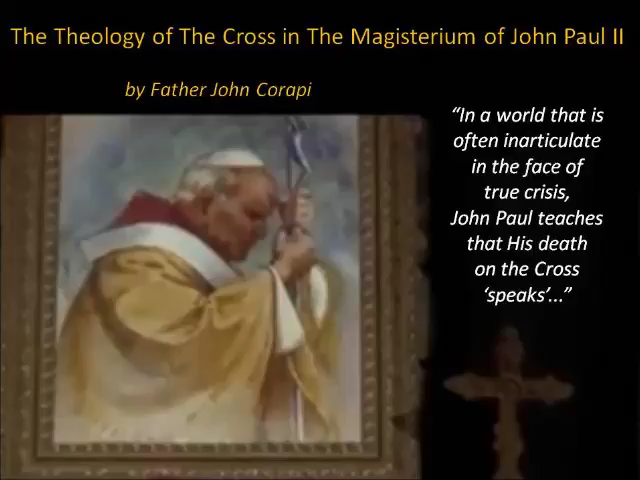 The Theology of The Cross in The Magisterium of John Paul II
by Father John Corapi
“In a world that is
often inarticulate
in the face of
true crisis,
John Paul teaches
that His death
on the Cross
‘speaks’...”